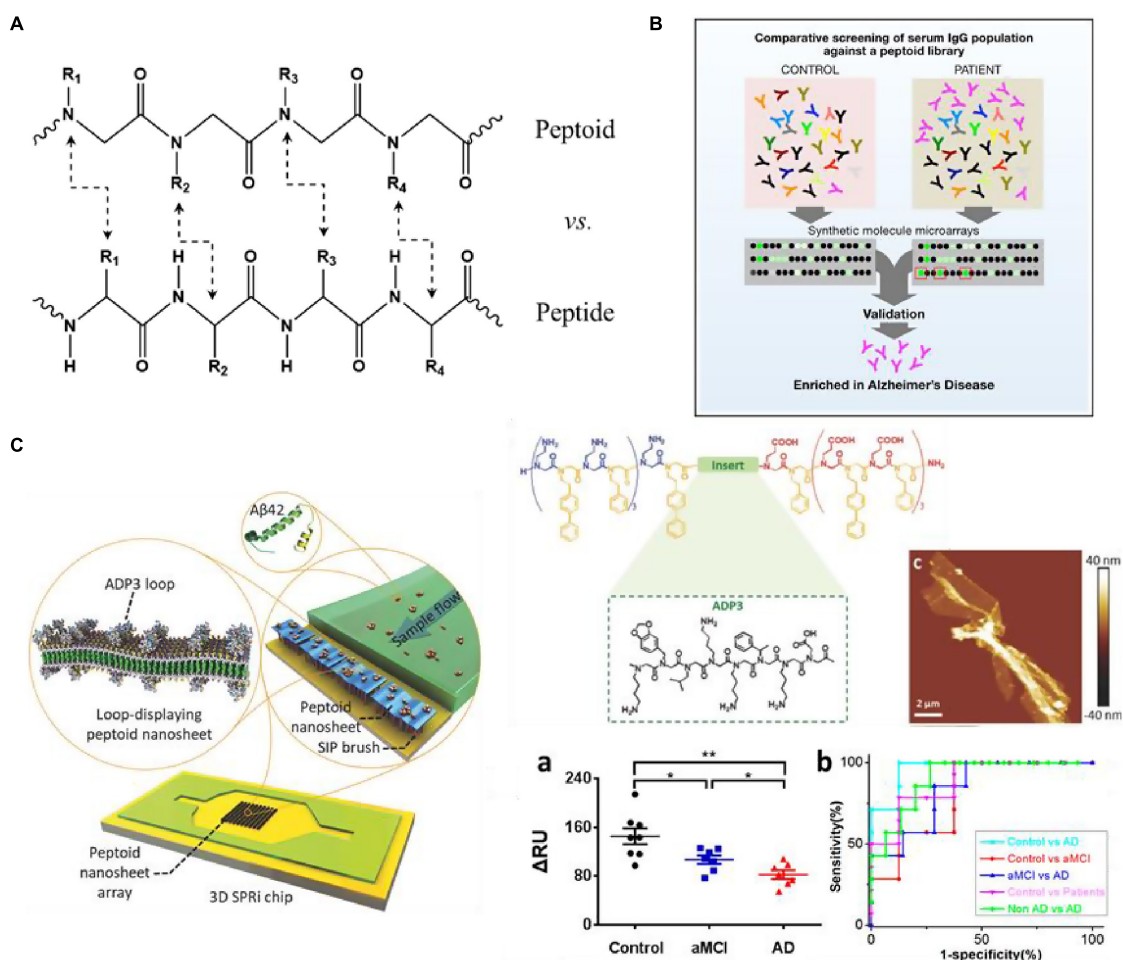 A
R₁
O
R₃
O
N
N
N
N
R₂
O
R₄
O
Peptoid
vs.
R₁
H
O
R₃
H
O
N
N
N
N
H
O
R₂
H
O
R₄
Peptide
B
Comparative screening of serum IgG population
against a peptoid library
CONTROL
PATIENT
Synthetic molecule microarrays
Validation
Enriched in Alzheimer's Disease
C
Aβ42
ADP3 loop
Sample flow
Loop-displaying
peptoid nanosheet
Peptoid
nanosheet
SIP brush
Peptoid
nanosheet
array
3D SPRi chip
NH₂
NH₂
NH₂
COOH
COOH
COOH
H
3
Insert
3
NH₂
ADP3
NH₂
OH
H₂N
H₂N
H₂N
c
2 µm
40 nm
-40 nm
a
**
*
*
240
160
80
0
ΔRU
Control
aMCI
AD
b
100
50
0
Sensitivity(%)
Control vs AD
Control vs aMCI
aMCI vs AD
Control vs Patients
Non AD vs AD
0
50
100
1-specificity(%)